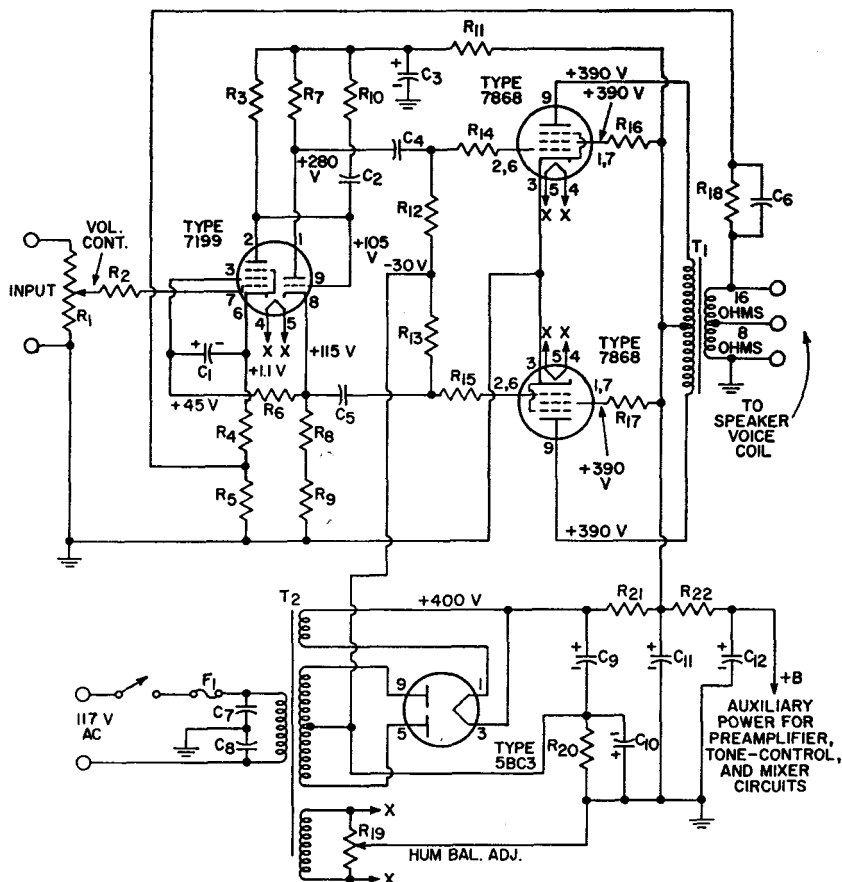 R11
TYPE
7868
+390 V
+390 V
R3
R7
R10
+
-
C3
9
R16
C4
R14
2,6
1,7
+280
V
C2
3
5
4
X X
R18
C6
VOL.
CONT.
TYPE
7199
R12
T1
2
1
+105
V
INPUT
R2
3
7
6
9
8
-30 V
16
OHMS
8
OHMS
R1
4
5
X X
R13
X X
TYPE
7868
+ -
C1
+1.1 V
+115 V
3
5
4
+45 V
R6
C5
R15
2,6
1,7
R17
TO
SPEAKER
VOICE
COIL
R4
R8
9
+390
V
R5
R9
+390 V
T2
+400 V
R21
R22
+
-
C9
+
-
C11
+
-
C12
F1
9
1
+B
117 V
AC
C7
C8
5
3
TYPE
5BC3
R20
-
+
C10
AUXILIARY
POWER FOR
PREAMPLIFIER,
TONE-CONTROL,
AND MIXER
CIRCUITS
X
R19
HUM BAL. ADJ.
X